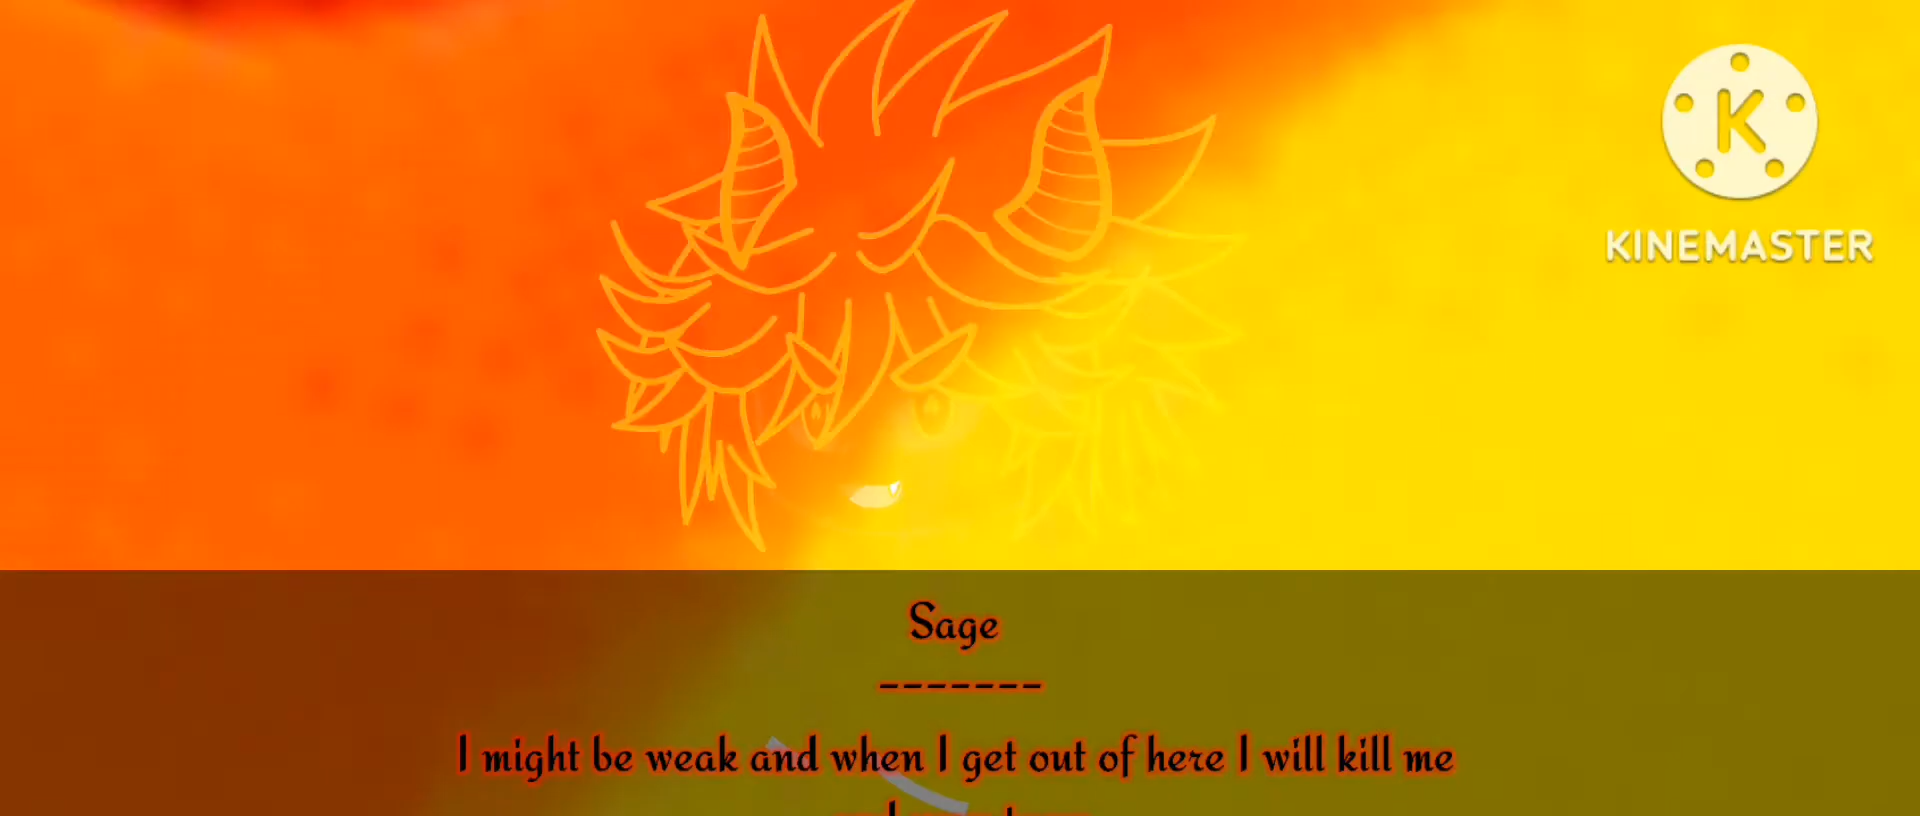 KINEMASTER
Sage
-------
I might be weak and when I get out of here I will kill me